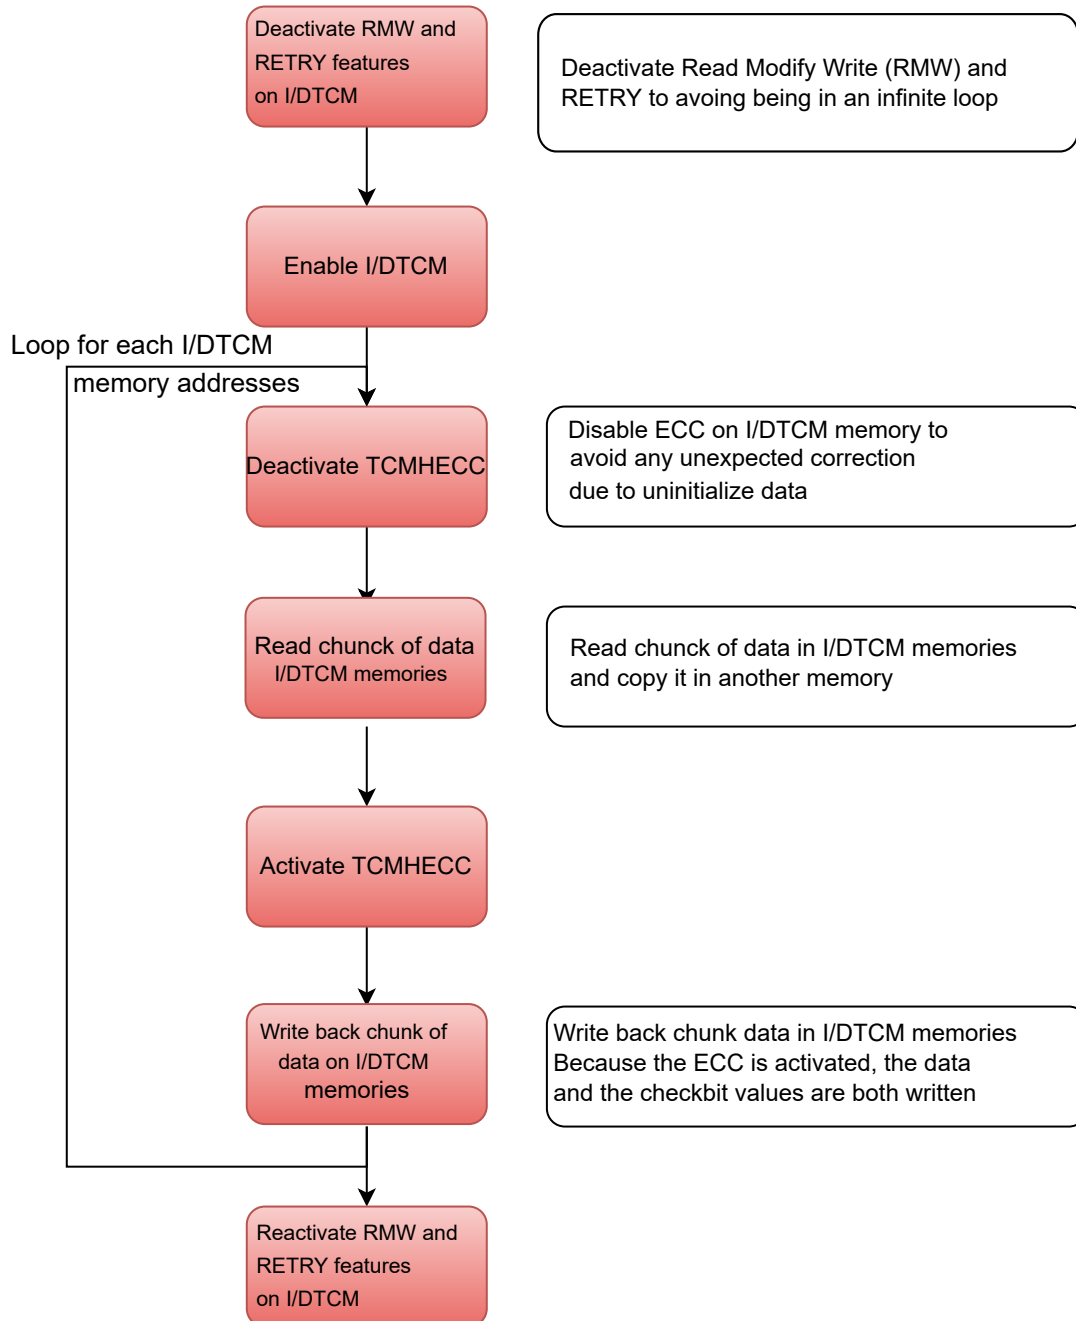 Deactivate RMW and
RETRY features
on I/DTCM
Deactivate Read Modify Write (RMW) and
RETRY to avoing being in an infinite loop
Enable I/DTCM
Loop for each I/DTCM
memory addresses
Deactivate TCMHECC
Disable ECC on I/DTCM memory to
avoid any unexpected correction
due to uninitialize data
Read chunck of data
I/DTCM memories
Read chunck of data in I/DTCM memories
and copy it in another memory
Activate TCMHECC
Write back chunk of
data on I/DTCM
memories
Write back chunk data in I/DTCM memories
Because the ECC is activated, the data
and the checkbit values are both written
Reactivate RMW and
RETRY features
on I/DTCM